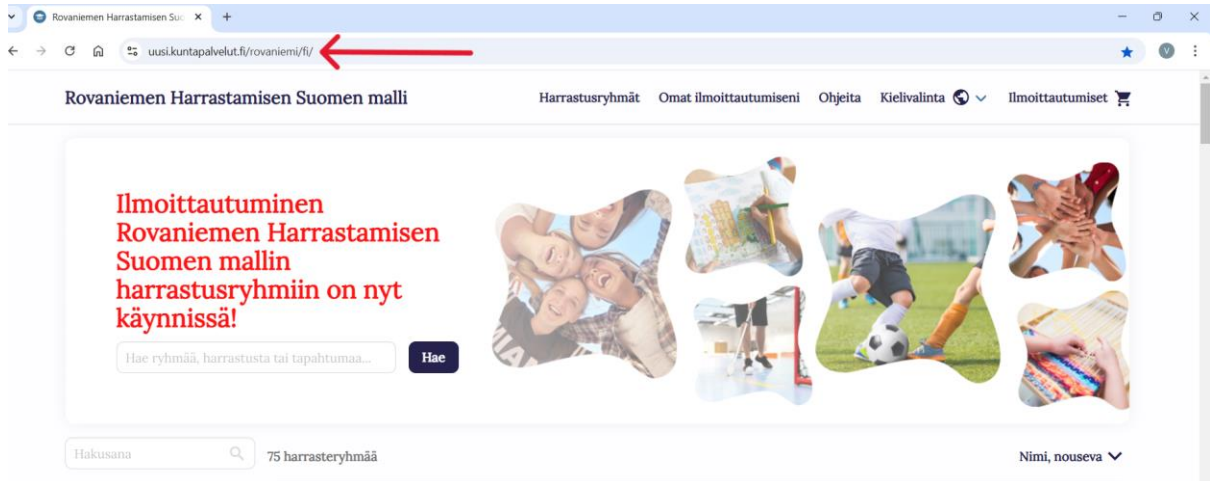 Rovaniemen Harrastamisen Suo
uusi.kuntapalvelut.fi/rovaniemi/fi/
V
Rovaniemen Harrastamisen Suomen malli
Harrastusryhmät Omat ilmoittautumiseni Ohjeita Kielivalinta Ilmoittautumiset
Ilmoittautuminen
Rovaniemen Harrastamisen
Suomen mallin
harrastusryhmiin on nyt
käynnissä!
Hae ryhmää, harrastusta tai tapahtumaa... Hae
Hakusana 75 harrasteryhmää Nimi, nouseva